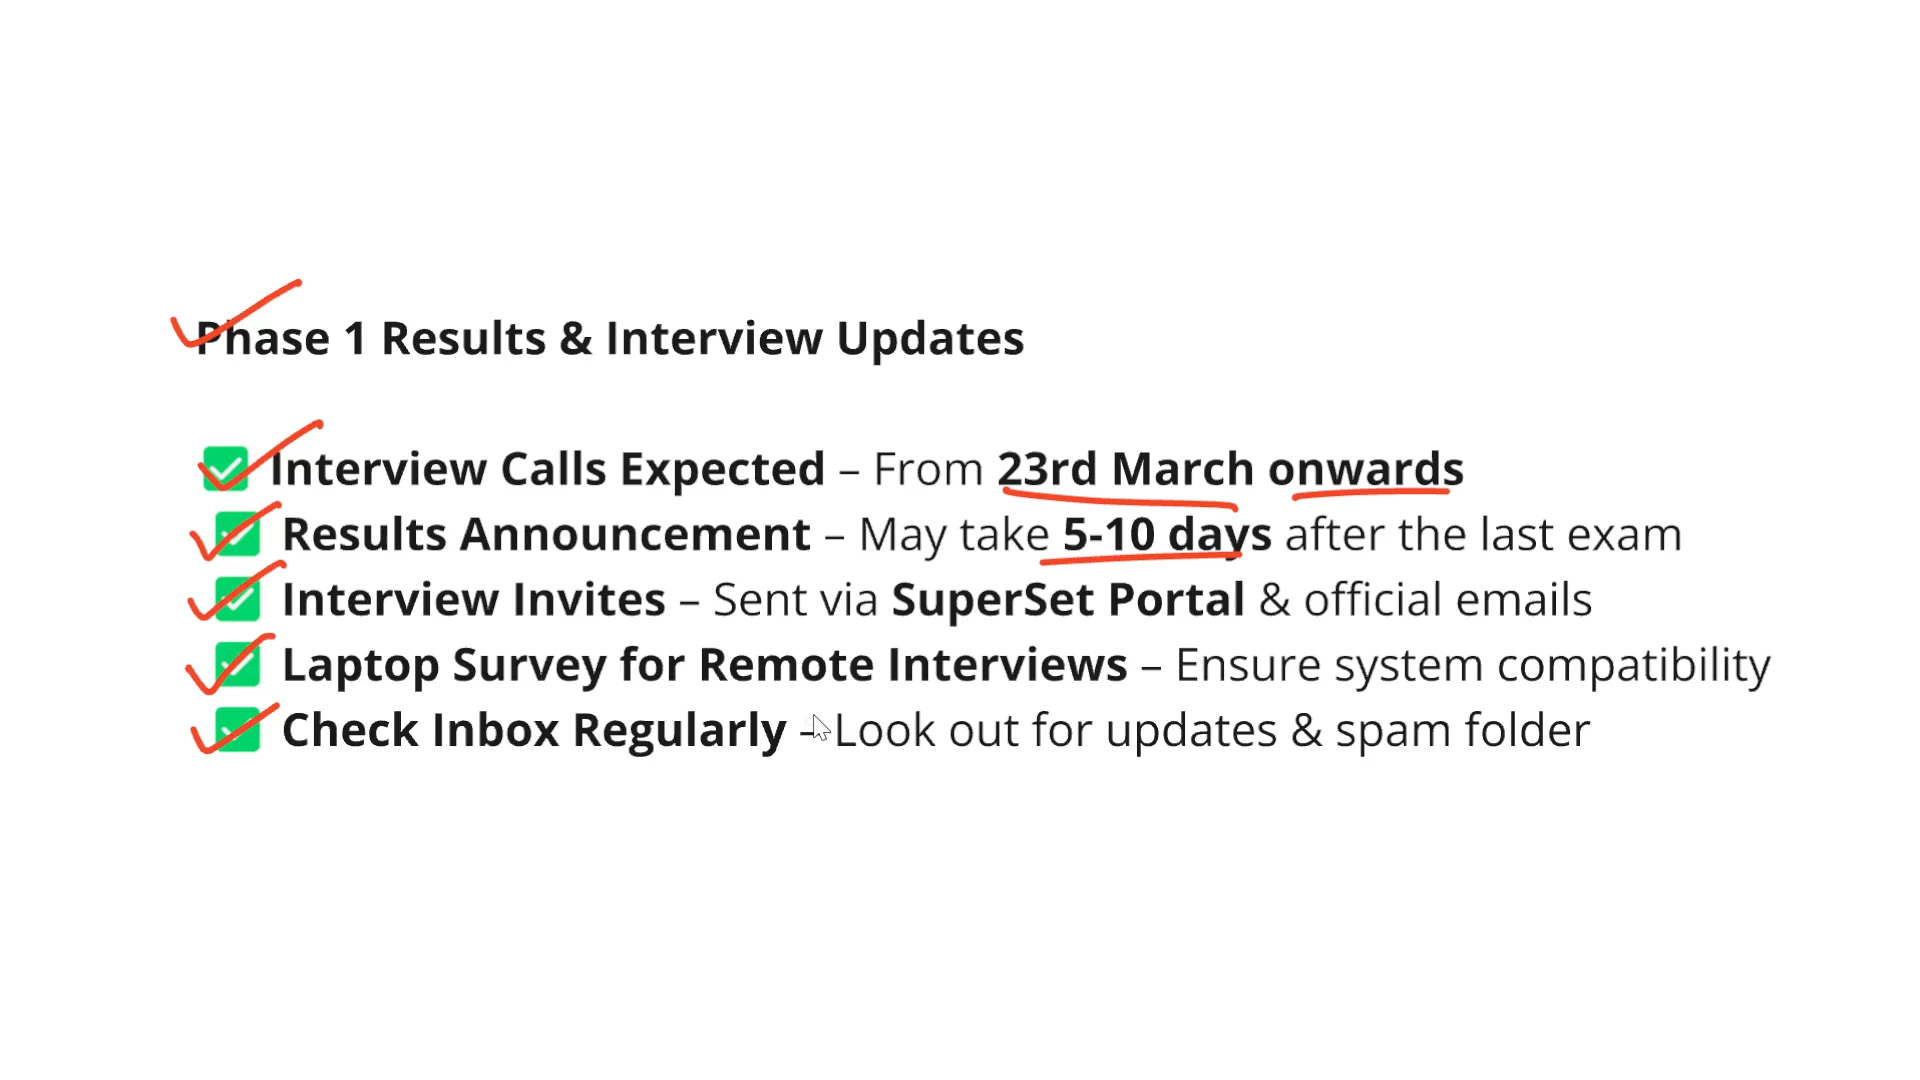 Phase 1 Results & Interview Updates
✅ Interview Calls Expected – From 23rd March onwards
✅ Results Announcement – May take 5-10 days after the last exam
✅ Interview Invites – Sent via SuperSet Portal & official emails
✅ Laptop Survey for Remote Interviews – Ensure system compatibility
✅ Check Inbox Regularly – Look out for updates & spam folder